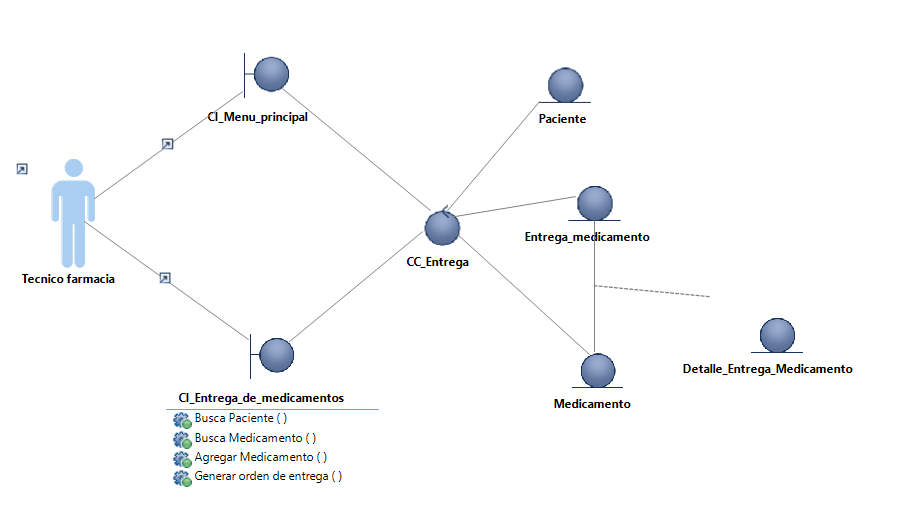 CI_Menu_principal
Paciente
Entrega_medicamento
CC_Entrega
Tecnico farmacia
Detalle_Entrega_Medicamento
CI_Entrega_de_medicamentos
Medicamento
Busca Paciente ( )
Busca Medicamento ( )
Agregar Medicamento ( )
Generar orden de entrega ( )